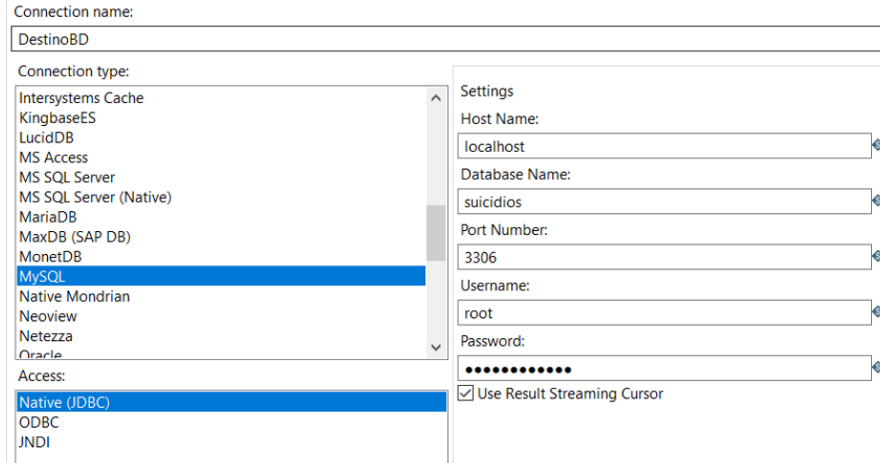 Connection name:
DestinoBD
Connection type:
Intersystems Cache
KingbaseES
LucidDB
MS Access
MS SQL Server
MS SQL Server (Native)
MariaDB
MaxDB (SAP DB)
MonetDB
MySQL
Native Mondrian
Neoview
Netezza
Oracle
Access:
Native (JDBC)
ODBC
JNDI
Settings
Host Name:
localhost
Database Name:
suicidios
Port Number:
3306
Username:
root
Password:
●●●●●●●●●●●●
Use Result Streaming Cursor